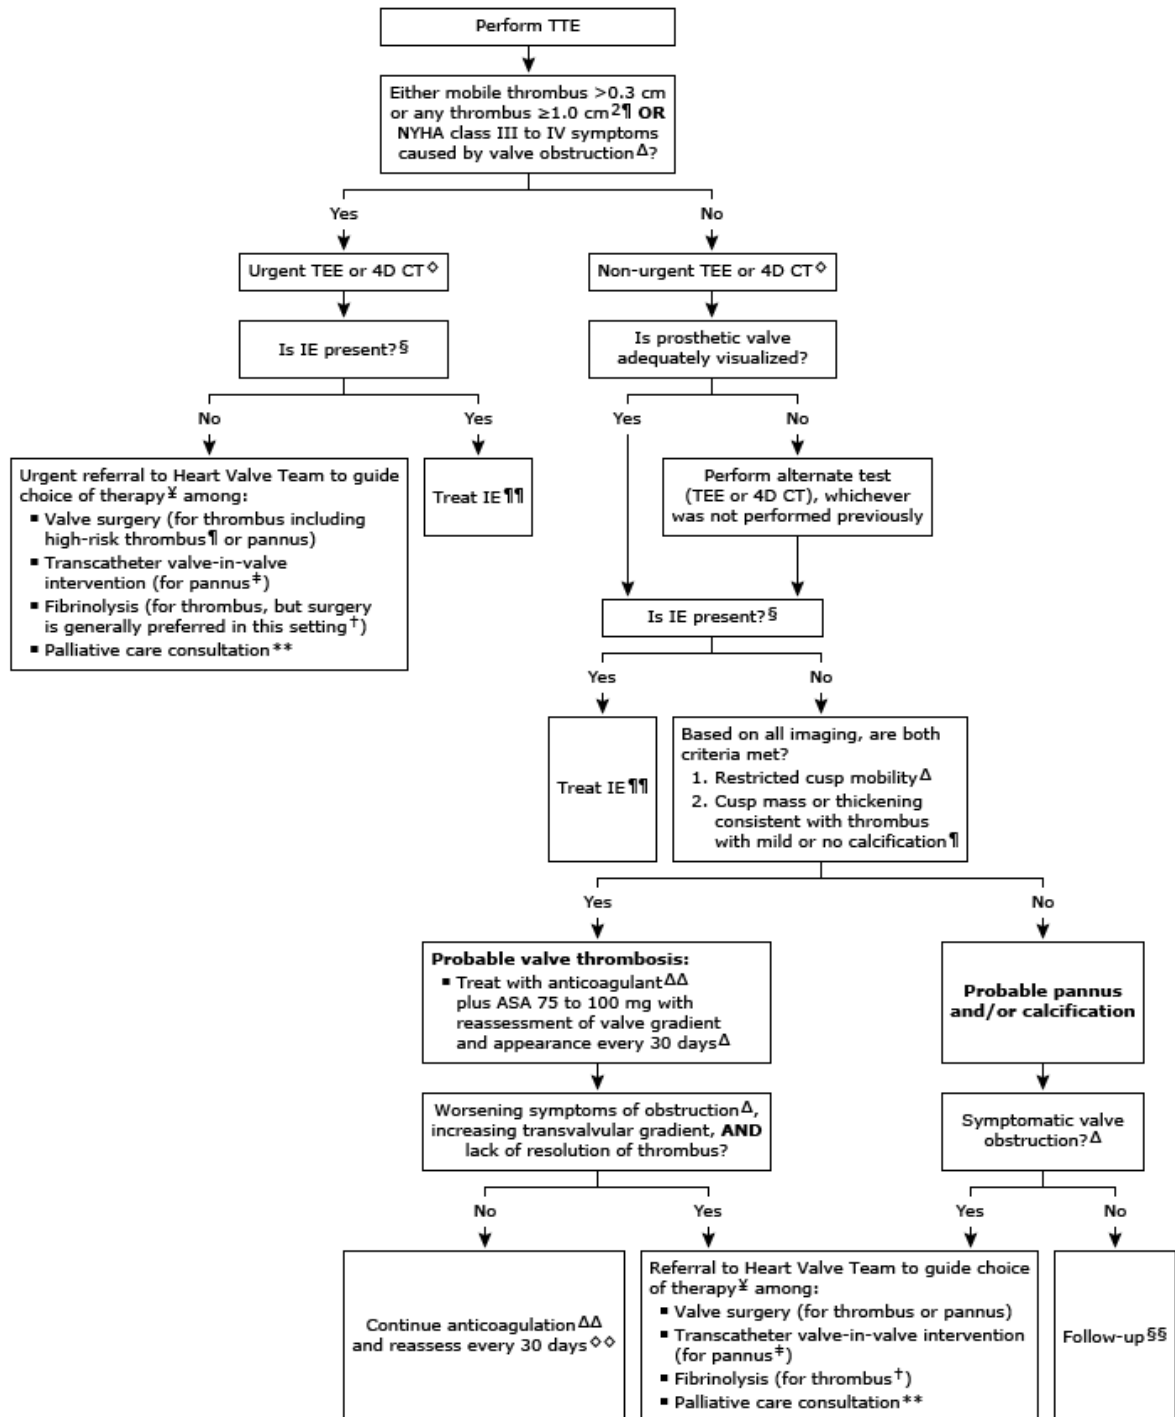 Perform TTE
Either mobile thrombus >0.3 cm
or any thrombus ≥1.0 cm²¶ OR
NYHA class III to IV symptoms
caused by valve obstructionΔ?
Yes
No
Urgent TEE or 4D CT◇
Non-urgent TEE or 4D CT◇
Is IE present?§
Is prosthetic valve
adequately visualized?
No
Yes
Yes
No
Urgent referral to Heart Valve Team to guide
choice of therapy¥ among:
▪ Valve surgery (for thrombus including
high-risk thrombus¶ or pannus)
▪ Transcatheter valve-in-valve
intervention (for pannus‡)
▪ Fibrinolysis (for thrombus, but surgery
is generally preferred in this setting†)
▪ Palliative care consultation**
Treat IE¶¶
Perform alternate test
(TEE or 4D CT), whichever
was not performed previously
Is IE present?§
Yes
No
Treat IE¶¶
Based on all imaging, are both
criteria met?
1. Restricted cusp mobilityΔ
2. Cusp mass or thickening
consistent with thrombus
with mild or no calcification¶
Yes
No
Probable valve thrombosis:
▪ Treat with anticoagulantΔΔ
plus ASA 75 to 100 mg with
reassessment of valve gradient
and appearance every 30 daysΔ
Probable pannus
and/or calcification
Worsening symptoms of obstructionΔ,
increasing transvalvular gradient, AND
lack of resolution of thrombus?
Symptomatic valve
obstruction?Δ
No
Yes
Yes
No
Continue anticoagulationΔΔ
and reassess every 30 days◇◇
Referral to Heart Valve Team to guide choice
of therapy¥ among:
▪ Valve surgery (for thrombus or pannus)
▪ Transcatheter valve-in-valve intervention
(for pannus‡)
▪ Fibrinolysis (for thrombus†)
▪ Palliative care consultation**
Follow-up§§